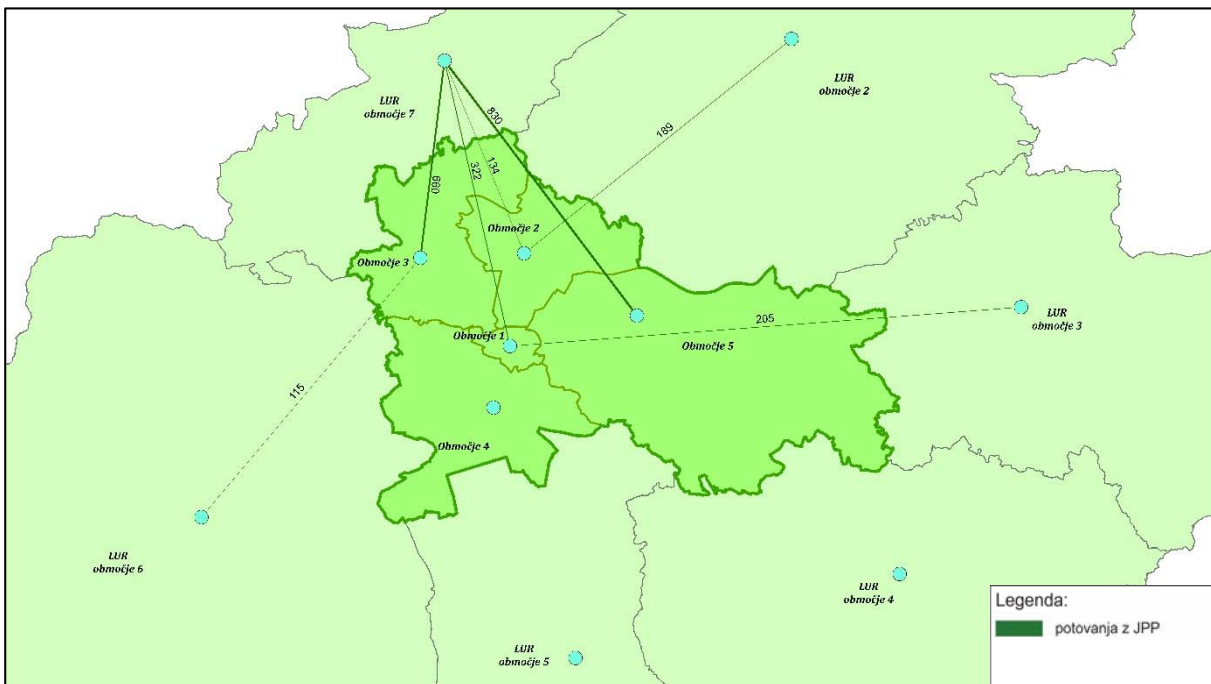 LUR
območje 7
LUR
območje 2
830
189
134
322
660
Območje 2
Območje 3
LUR
območje 3
205
Območje 1
Območje 5
115
Območje 4
LUR
območje 6
LUR
območje 4
LUR
območje 5
Legenda:
potovanja z JPP